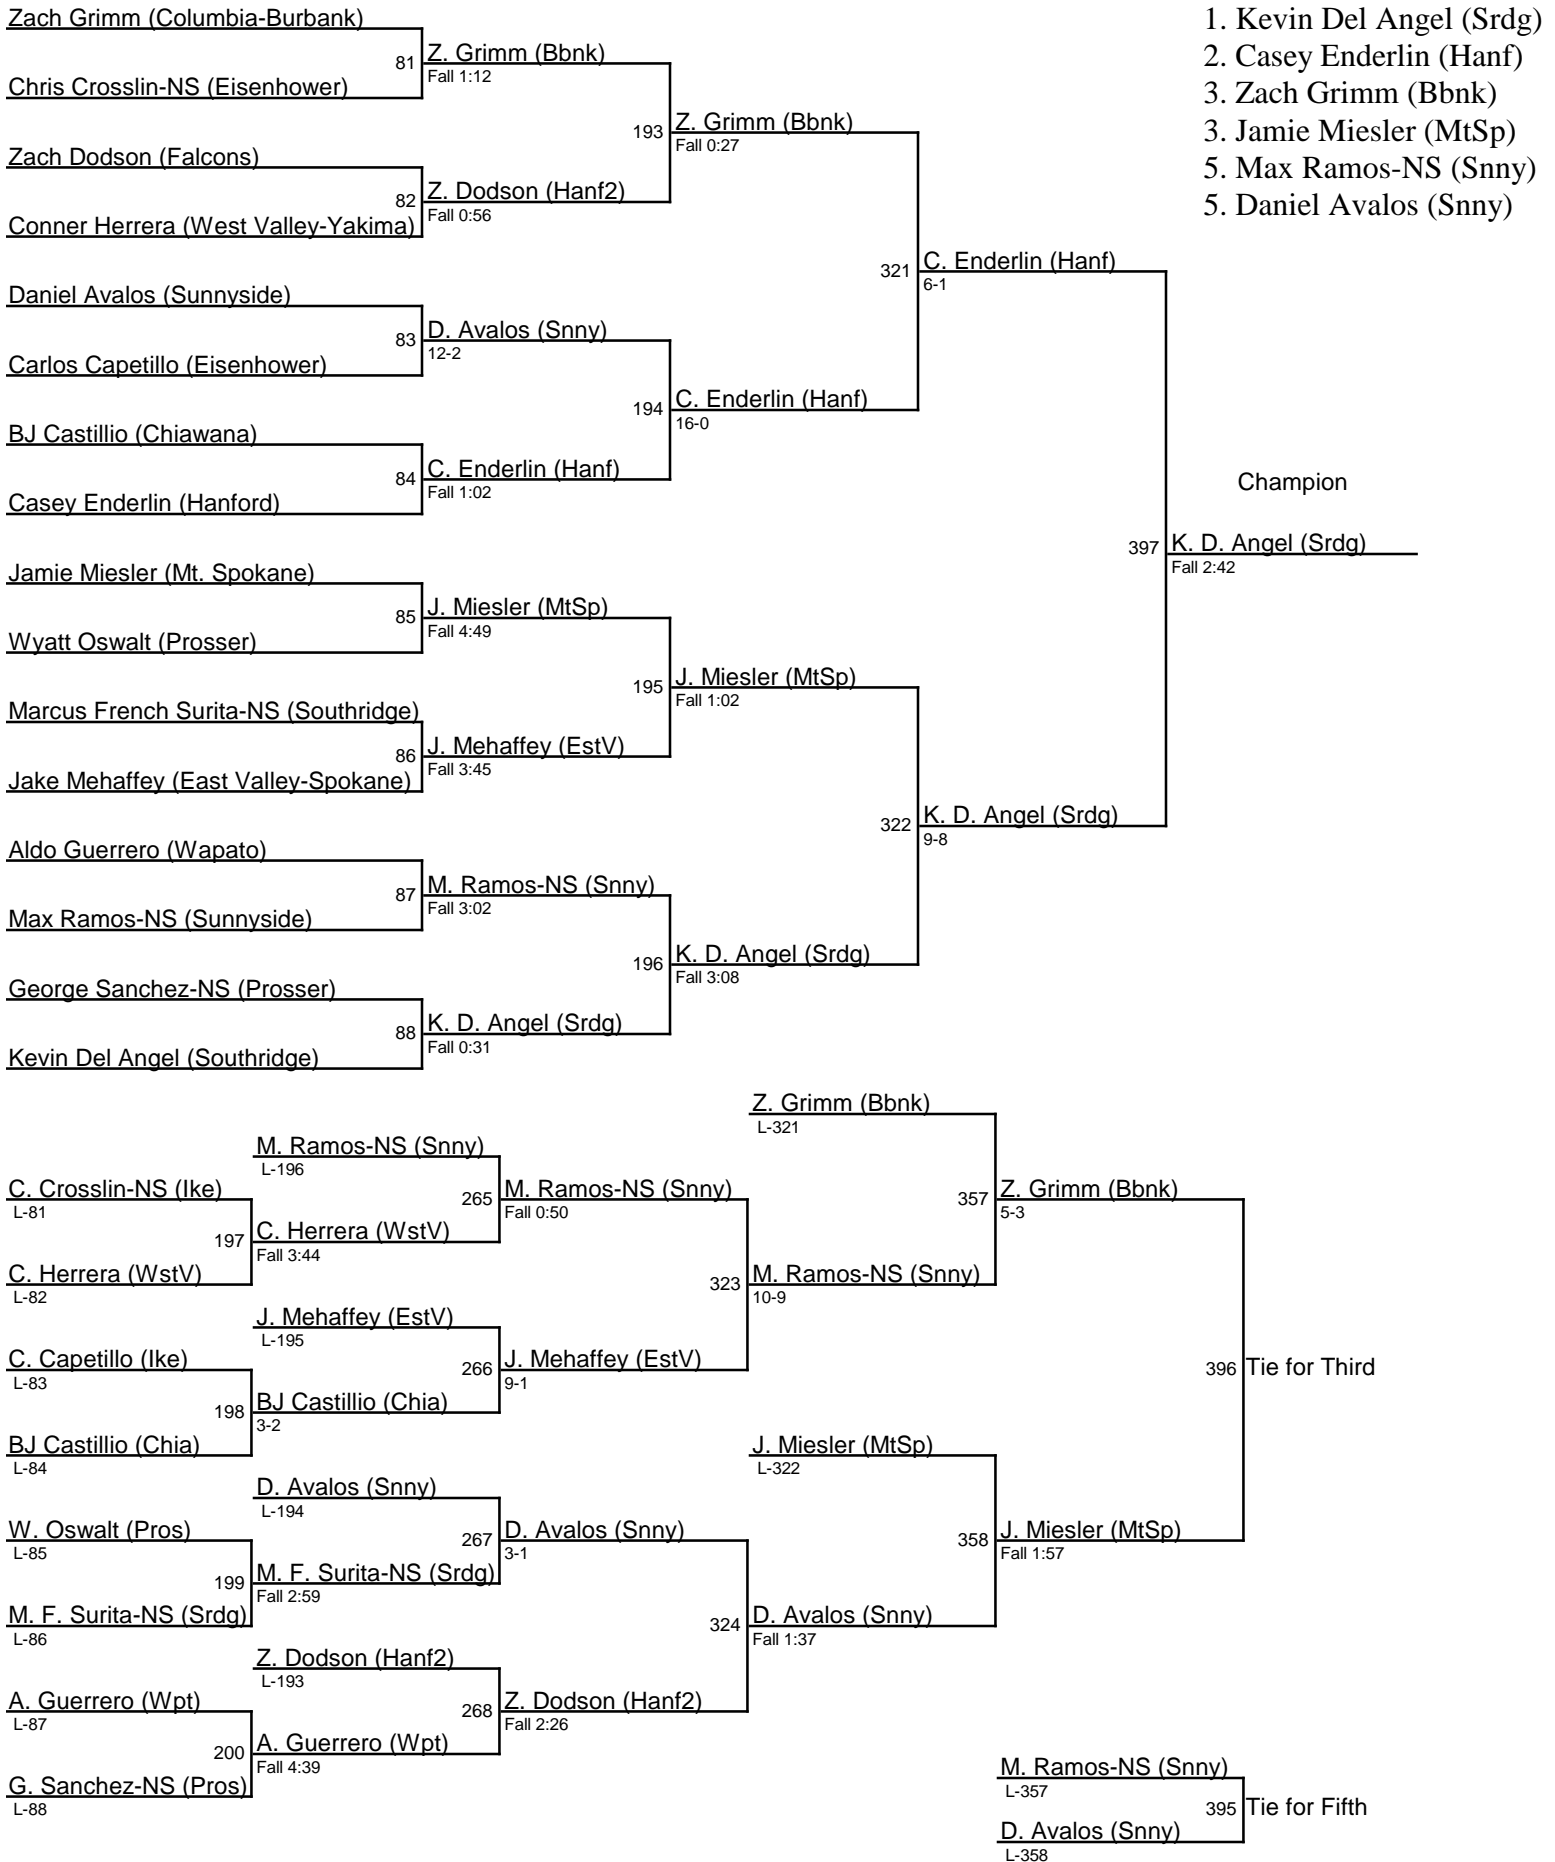 Zach Grimm (Columbia-Burbank)
81
Z. Grimm (Bbnk)
Fall 1:12
Chris Crosslin-NS (Eisenhower)
193
Z. Grimm (Bbnk)
Fall 0:27
Zach Dodson (Falcons)
82
Z. Dodson (Hanf2)
Fall 0:56
Conner Herrera (West Valley-Yakima)
321
C. Enderlin (Hanf)
6-1
Daniel Avalos (Sunnyside)
83
D. Avalos (Snny)
12-2
Carlos Capetillo (Eisenhower)
194
C. Enderlin (Hanf)
16-0
BJ Castillio (Chiawana)
84
C. Enderlin (Hanf)
Fall 1:02
Casey Enderlin (Hanford)
1. Kevin Del Angel (Srdg)
2. Casey Enderlin (Hanf)
3. Zach Grimm (Bbnk)
3. Jamie Miesler (MtSp)
5. Max Ramos-NS (Snny)
5. Daniel Avalos (Snny)
Champion
397
K. D. Angel (Srdg)
Fall 2:42
Jamie Miesler (Mt. Spokane)
85
J. Miesler (MtSp)
Fall 4:49
Wyatt Oswalt (Prosser)
195
J. Miesler (MtSp)
Fall 1:02
Marcus French Surita-NS (Southridge)
86
J. Mehaffey (EstV)
Fall 3:45
Jake Mehaffey (East Valley-Spokane)
322
K. D. Angel (Srdg)
9-8
Aldo Guerrero (Wapato)
87
M. Ramos-NS (Snny)
Fall 3:02
Max Ramos-NS (Sunnyside)
196
K. D. Angel (Srdg)
Fall 3:08
George Sanchez-NS (Prosser)
88
K. D. Angel (Srdg)
Fall 0:31
Kevin Del Angel (Southridge)
Z. Grimm (Bbnk)
L-321
M. Ramos-NS (Snny)
L-196
C. Crosslin-NS (Ike)
L-81
265
M. Ramos-NS (Snny)
Fall 0:50
357
Z. Grimm (Bbnk)
5-3
197
C. Herrera (WstV)
Fall 3:44
C. Herrera (WstV)
L-82
323
M. Ramos-NS (Snny)
10-9
J. Mehaffey (EstV)
L-195
C. Capetillo (Ike)
L-83
266
J. Mehaffey (EstV)
9-1
396
Tie for Third
198
BJ Castillio (Chia)
3-2
BJ Castillio (Chia)
L-84
J. Miesler (MtSp)
L-322
D. Avalos (Snny)
L-194
W. Oswalt (Pros)
L-85
267
D. Avalos (Snny)
3-1
358
J. Miesler (MtSp)
Fall 1:57
199
M. F. Surita-NS (Srdg)
Fall 2:59
M. F. Surita-NS (Srdg)
L-86
324
D. Avalos (Snny)
Fall 1:37
Z. Dodson (Hanf2)
L-193
A. Guerrero (Wpt)
L-87
268
Z. Dodson (Hanf2)
Fall 2:26
200
A. Guerrero (Wpt)
Fall 4:39
G. Sanchez-NS (Pros)
L-88
M. Ramos-NS (Snny)
L-357
395
Tie for Fifth
D. Avalos (Snny)
L-358